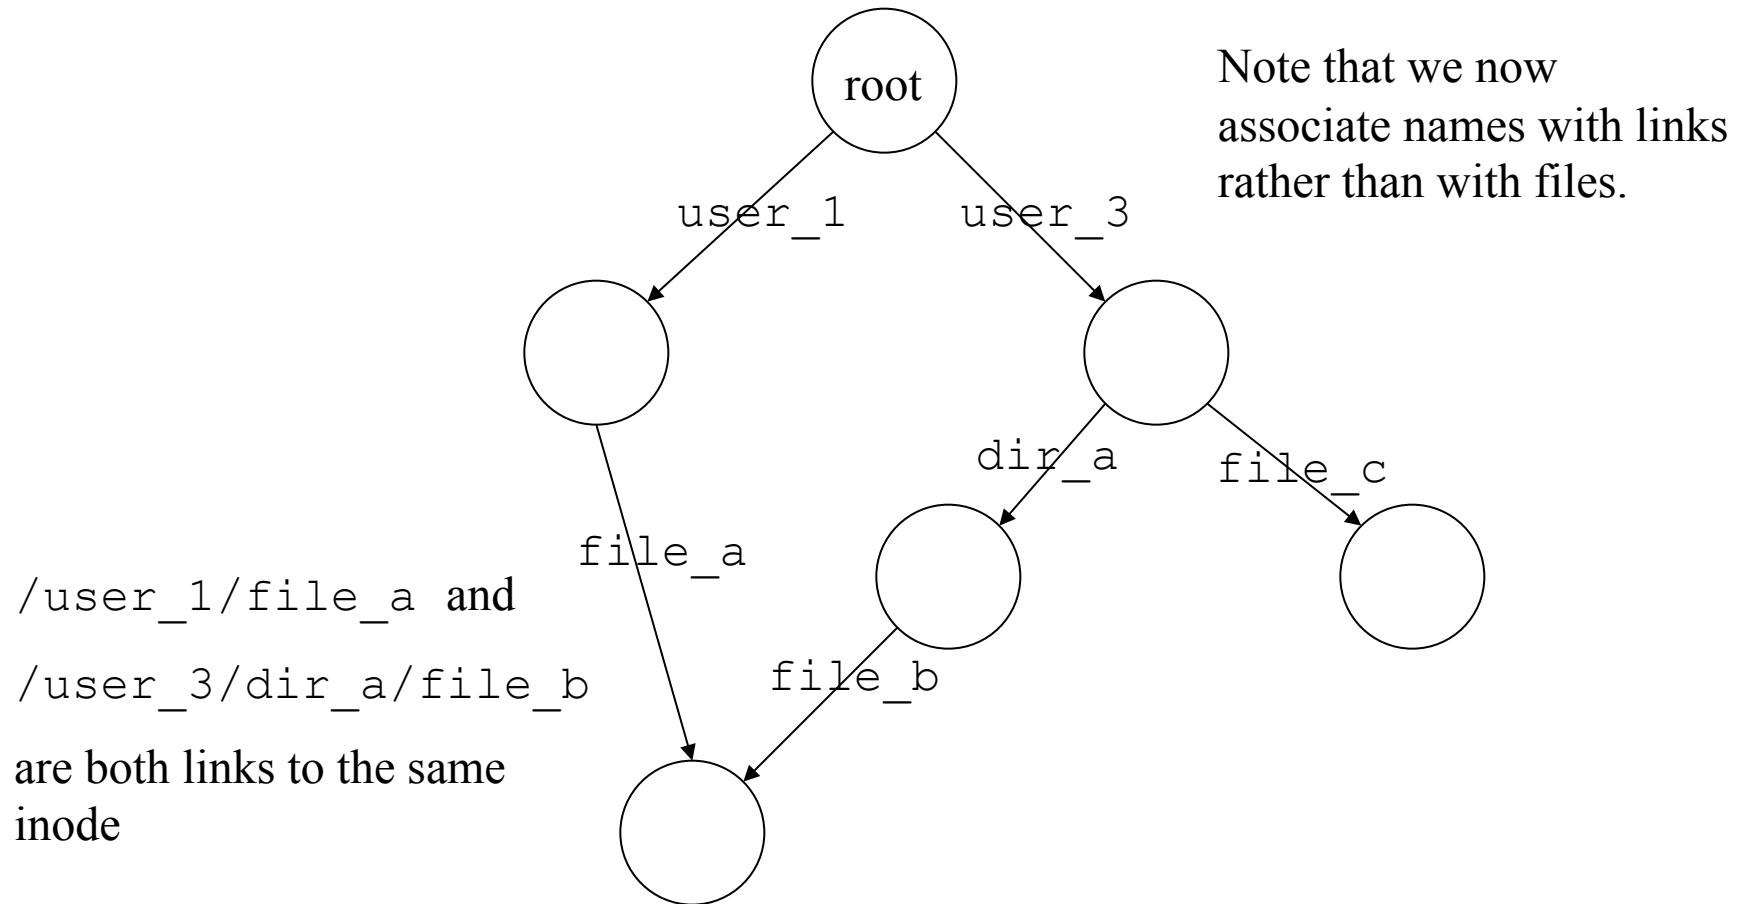 root
Note that we now
associate names with links
rather than with files.
user_1
user_3
dir_a
file_c
file_a
/user_1/file_a and
file_b
/user_3/dir_a/file_b
are both links to the same
inode